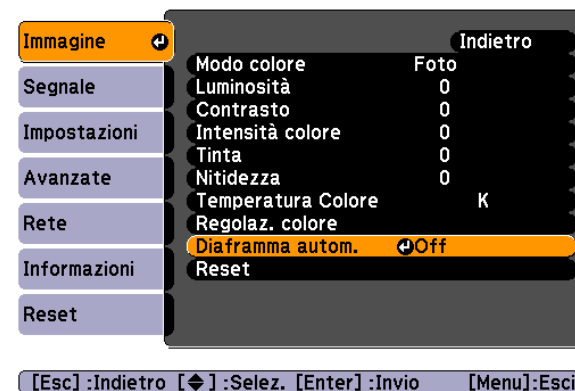 Immagine
Segnale
Impostazioni
Avanzate
Rete
Informazioni
Reset
Indietro
Modo colore Foto
Luminosità 0
Contrasto 0
Intensità colore 0
Tinta 0
Nitidezza 0
Temperatura Colore K
Regolaz. colore
Diaframma autom. Off
Reset
[Esc] :Indietro [◆] :Selez. [Enter] :Invio [Menu]:Esci